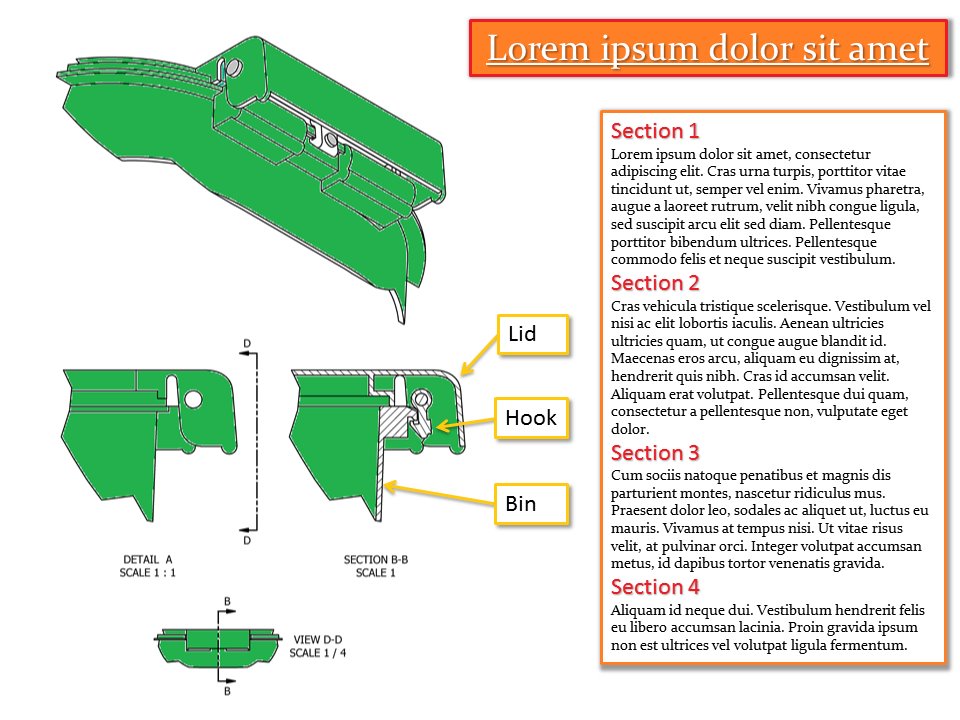 Lorem ipsum dolor sit amet
Section 1
Lorem ipsum dolor sit amet, consectetur
adipiscing elit. Cras urna turpis, porttitor vitae
tincidunt ut, semper vel enim. Vivamus pharetra,
augue a laoreet rutrum, velit nibh congue ligula,
sed suscipit arcu elit sed diam. Pellentesque
porttitor bibendum ultrices. Pellentesque
commodo felis et neque suscipit vestibulum.
Section 2
Cras vehicula tristique scelerisque. Vestibulum vel
nisi ac elit lobortis iaculis. Aenean ultricies
ultricies quam, ut congue augue blandit id.
Maecenas eros arcu, aliquam eu dignissim at,
hendrerit quis nibh. Cras id accumsan velit.
Aliquam erat volutpat. Pellentesque dui quam,
consectetur a pellentesque non, vulputate eget
dolor.
Section 3
Cum sociis natoque penatibus et magnis dis
parturient montes, nascetur ridiculus mus.
Praesent dolor leo, sodales ac aliquet ut, luctus eu
mauris. Vivamus at tempus nisi. Ut vitae risus
velit, at pulvinar orci. Integer volutpat accumsan
metus, id dapibus tortor venenatis gravida.
Section 4
Aliquam id neque dui. Vestibulum hendrerit felis
eu libero accumsan lacinia. Proin gravida ipsum
non est ultrices vel volutpat ligula fermentum.
Lid
Hook
Bin
D
D
DETAIL A
SCALE 1 : 1
SECTION B-B
SCALE 1
B
B
VIEW D-D
SCALE 1 / 4